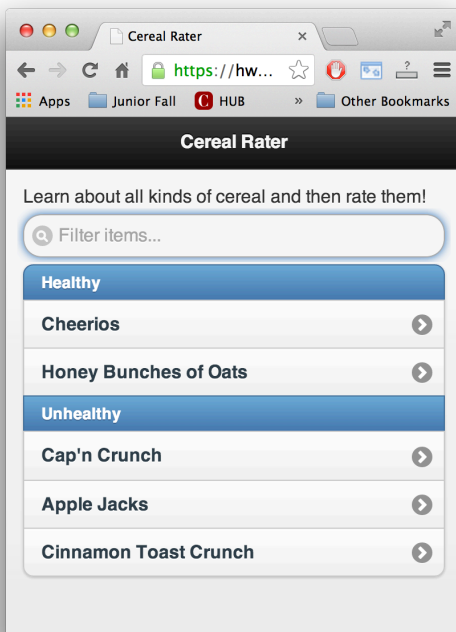 Cereal Rater
https://hw...
Apps Junior Fall C HUB » Other Bookmarks
Cereal Rater
Learn about all kinds of cereal and then rate them!
Filter items...
Healthy
Cheerios
Honey Bunches of Oats
Unhealthy
Cap'n Crunch
Apple Jacks
Cinnamon Toast Crunch